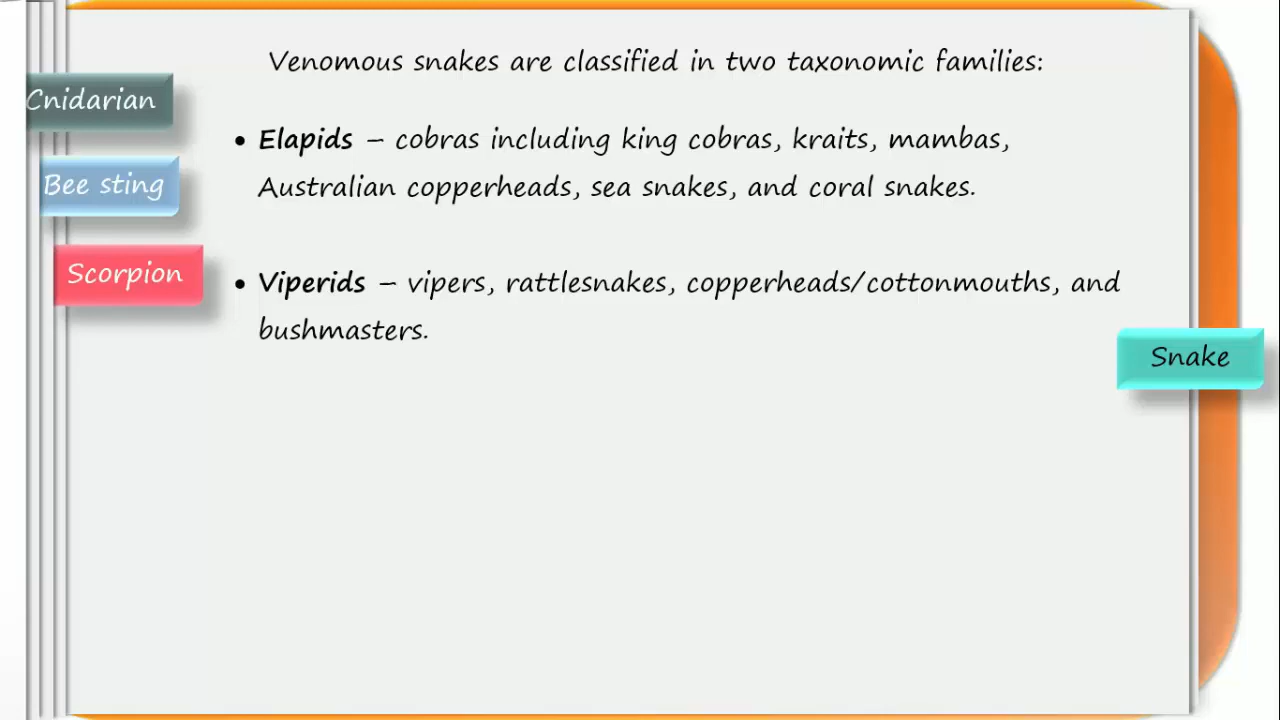 Venomous snakes are classified in two taxonomic families:
Cnidarian
Bee sting
Scorpion
• Elapids – cobras including king cobras, kraits, mambas,
Australian copperheads, sea snakes, and coral snakes.
• Viperids – vipers, rattlesnakes, copperheads/cottonmouths, and
bushmasters.
Snake